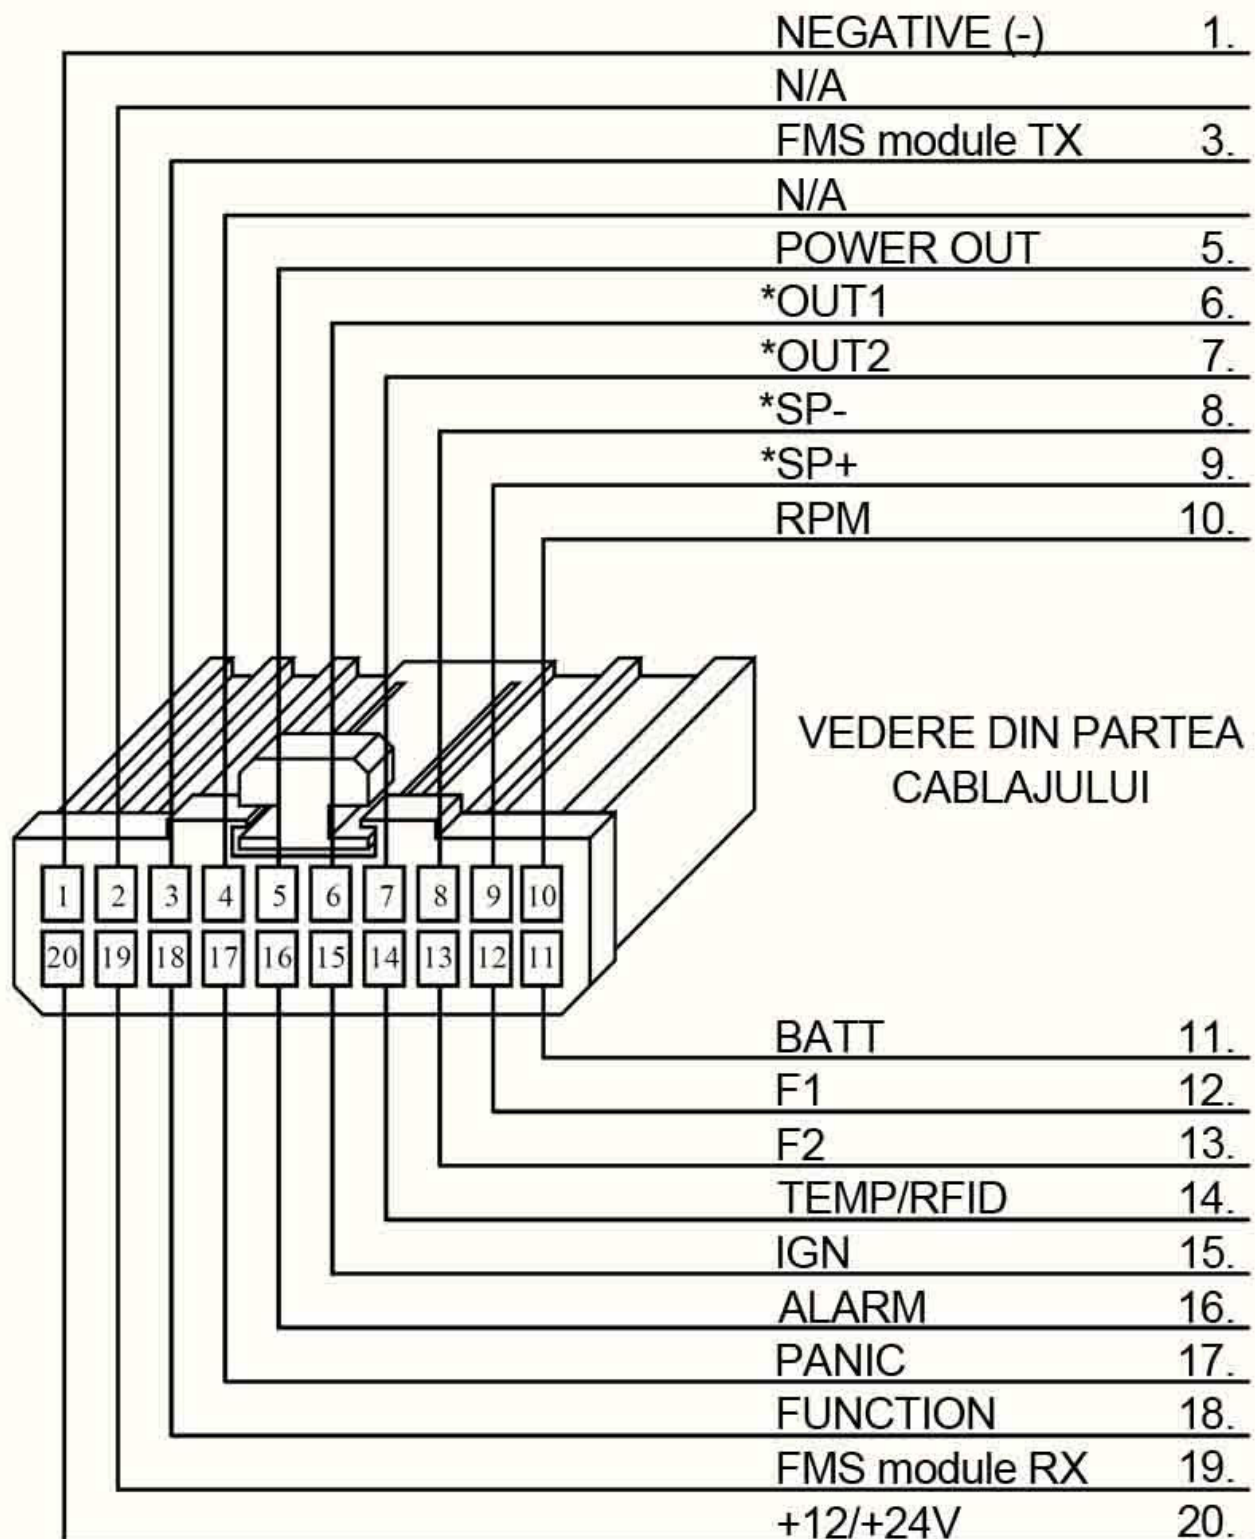 NEGATIVE (-) 1.
N/A
FMS module TX 3.
N/A
POWER OUT 5.
*OUT1 6.
*OUT2 7.
*SP- 8.
*SP+ 9.
RPM 10.
VEDERE DIN PARTEA
CABLAJULUI
1 2 3 4 5 6 7 8 9 10
20 19 18 17 16 15 14 13 12 11
BATT 11.
F1 12.
F2 13.
TEMP/RFID 14.
IGN 15.
ALARM 16.
PANIC 17.
FUNCTION 18.
FMS module RX 19.
+12/+24V 20.